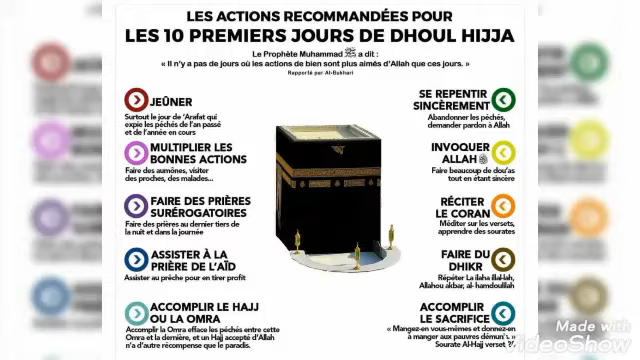 LES ACTIONS RECOMMANDÉES POUR
LES 10 PREMIERS JOURS DE DHOUL HIJJA
Le Prophète Muhammad ﷺ a dit :
« Il n'y a pas de jours où les actions de bien sont plus aimés d'Allah que ces jours. »
Rapporté par Al-Bukhari
JEÛNER
Surtout le jour de 'Arafat qui
expie les péchés de l'an passé
et de l'année en cours
MULTIPLIER LES
BONNES ACTIONS
Faire des aumônes, visiter
des proches, des malades...
FAIRE DES PRIÈRES
SURÉROGATOIRES
Faire des prières au dernier tiers de
la nuit et dans la journée
ASSISTER À LA
PRIÈRE DE L'AÏD
Assister au prêche pour en tirer profit
ACCOMPLIR LE HAJJ
OU LA OMRA
Accomplir la Omra efface les péchés entre cette
Omra et la dernière, et un Hajj accepté d'Allah
n'a d'autre récompense que le paradis.
SE REPENTIR
SINCÈREMENT
Abandonner les péchés,
demander pardon à Allah
INVOQUER
ALLAH ﷻ
Faire beaucoup de dou'as
tout en étant sincère
RÉCITER
LE CORAN
Méditer sur les versets,
apprendre des sourates
FAIRE DU
DHIKR
Répéter La ilaha illal-lah,
Allahou akbar, al-hamdoulilah
ACCOMPLIR
LE SACRIFICE
« Mangez-en vous-mêmes et donnez-en
à manger aux pauvres
Sourate Al-Hajj verset
Made with
VideoShow